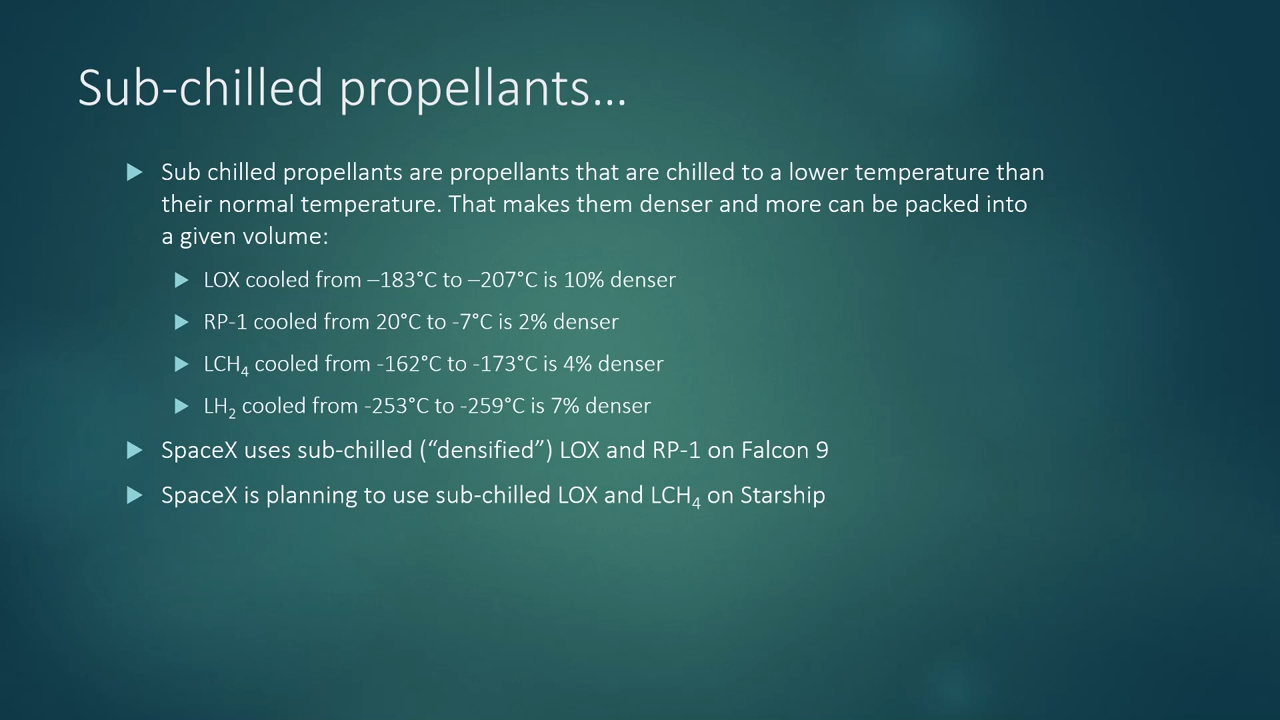 Sub-chilled propellants...
Sub chilled propellants are propellants that are chilled to a lower temperature than
their normal temperature. That makes them denser and more can be packed into
a given volume:
LOX cooled from –183°C to –207°C is 10% denser
RP-1 cooled from 20°C to -7°C is 2% denser
LCH₄ cooled from -162°C to -173°C is 4% denser
LH₂ cooled from -253°C to -259°C is 7% denser
SpaceX uses sub-chilled (“densified”) LOX and RP-1 on Falcon 9
SpaceX is planning to use sub-chilled LOX and LCH₄ on Starship